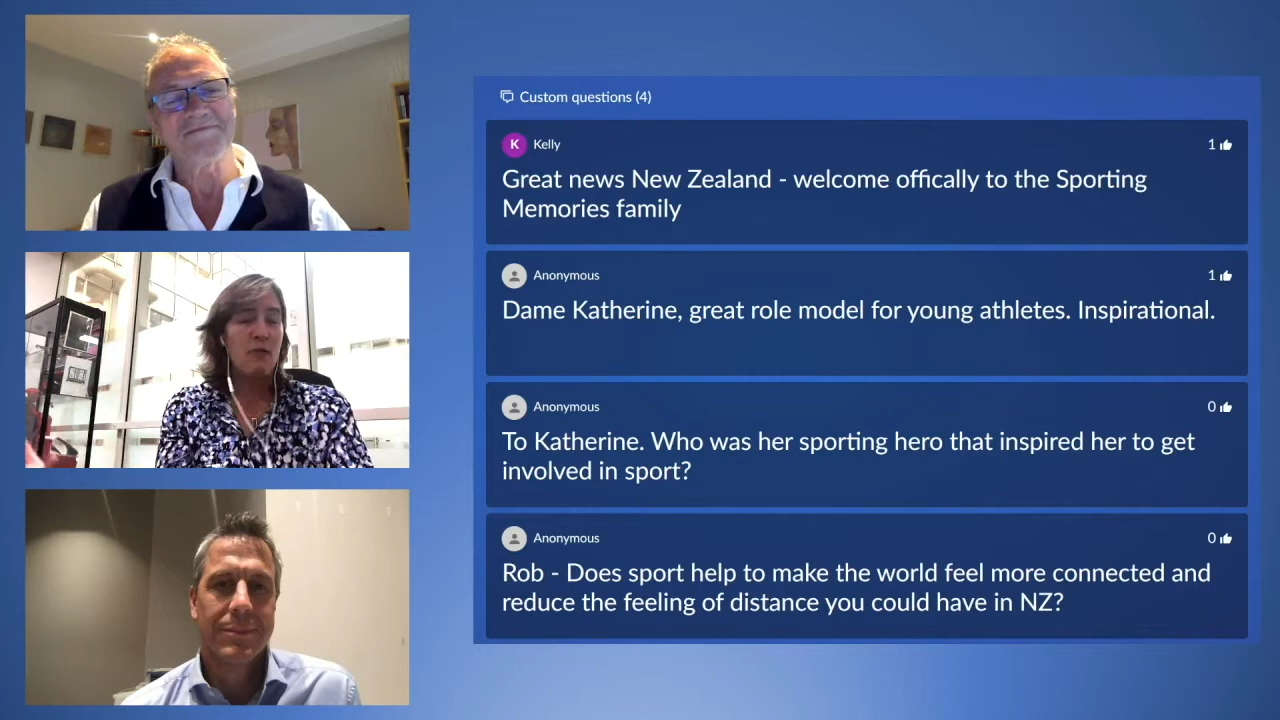 Custom questions (4)
K Kelly
1
Great news New Zealand - welcome offically to the Sporting
Memories family
Anonymous
1
Dame Katherine, great role model for young athletes. Inspirational.
Anonymous
0
To Katherine. Who was her sporting hero that inspired her to get
involved in sport?
Anonymous
0
Rob - Does sport help to make the world feel more connected and
reduce the feeling of distance you could have in NZ?